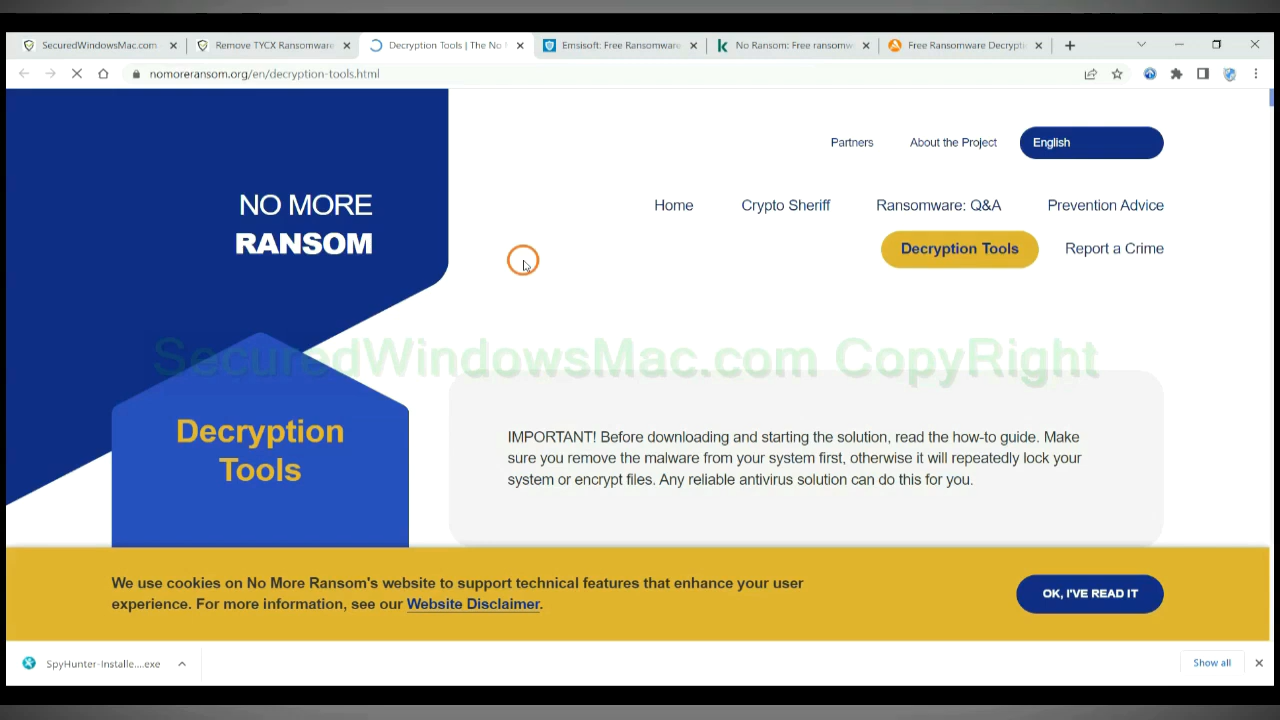 SecuredWindowsMac.com
Remove TYCX Ransomware
Decryption Tools | The No
Emsisoft: Free Ransomware
No Ransom: Free ransomw
Free Ransomware Decrypti
nomoreransom.org/en/decryption-tools.html
Partners
About the Project
English
NO MORE
RANSOM
Home
Crypto Sheriff
Ransomware: Q&A
Prevention Advice
Decryption Tools
Report a Crime
SecuredWindowsMac.com CopyRight
Decryption
Tools
IMPORTANT! Before downloading and starting the solution, read the how-to guide. Make
sure you remove the malware from your system first, otherwise it will repeatedly lock your
system or encrypt files. Any reliable antivirus solution can do this for you.
We use cookies on No More Ransom's website to support technical features that enhance your user
experience. For more information, see our Website Disclaimer.
OK, I'VE READ IT
SpyHunter-Installe....exe
Show all